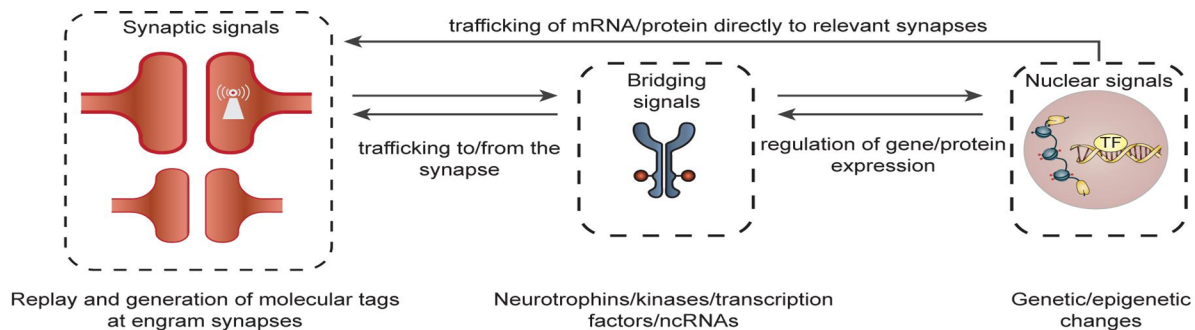 trafficking of mRNA/protein directly to relevant synapses
Synaptic signals
Bridging
signals
Nuclear signals
TF
trafficking to/from the
synapse
regulation of gene/protein
expression
Replay and generation of molecular tags
at engram synapses
Neurotrophins/kinases/transcription
factors/ncRNAs
Genetic/epigenetic
changes